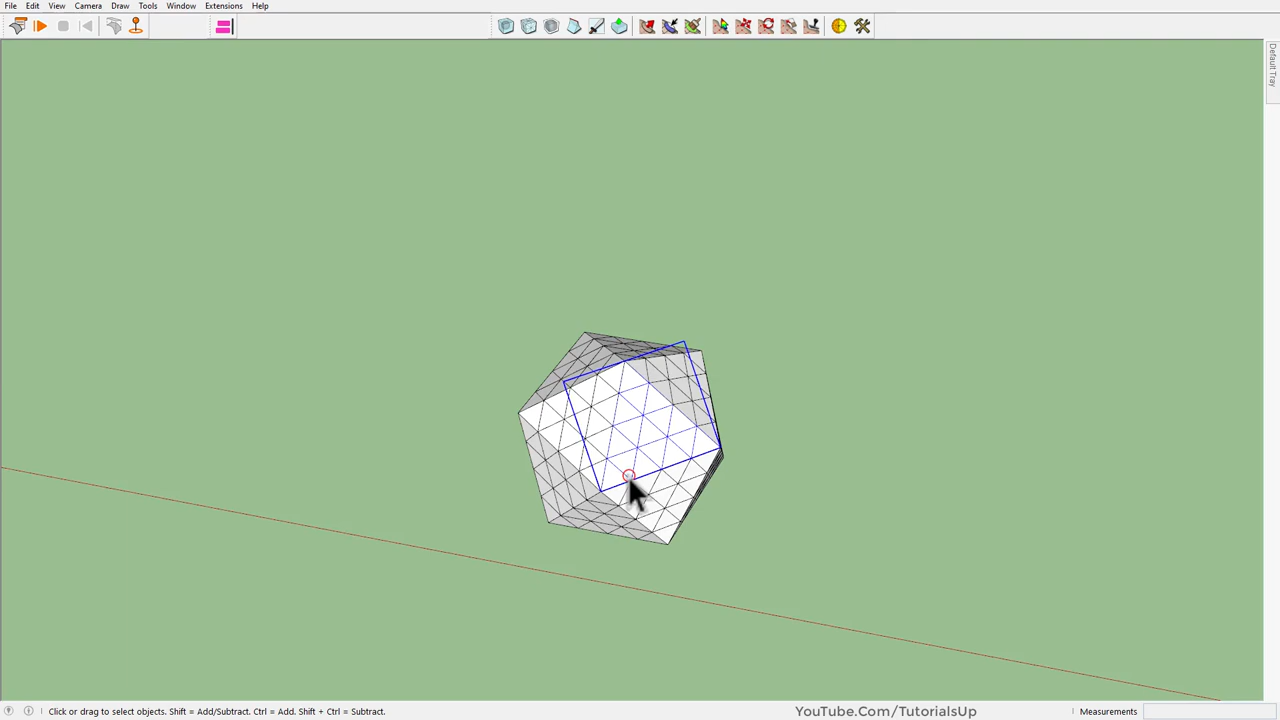 File Edit View Camera Draw Tools Window Extensions Help
Default Tray
Click or drag to select objects. Shift = Add/Subtract. Ctrl = Add. Shift + Ctrl = Subtract.
YouTube.Com/TutorialsUp
Measurements